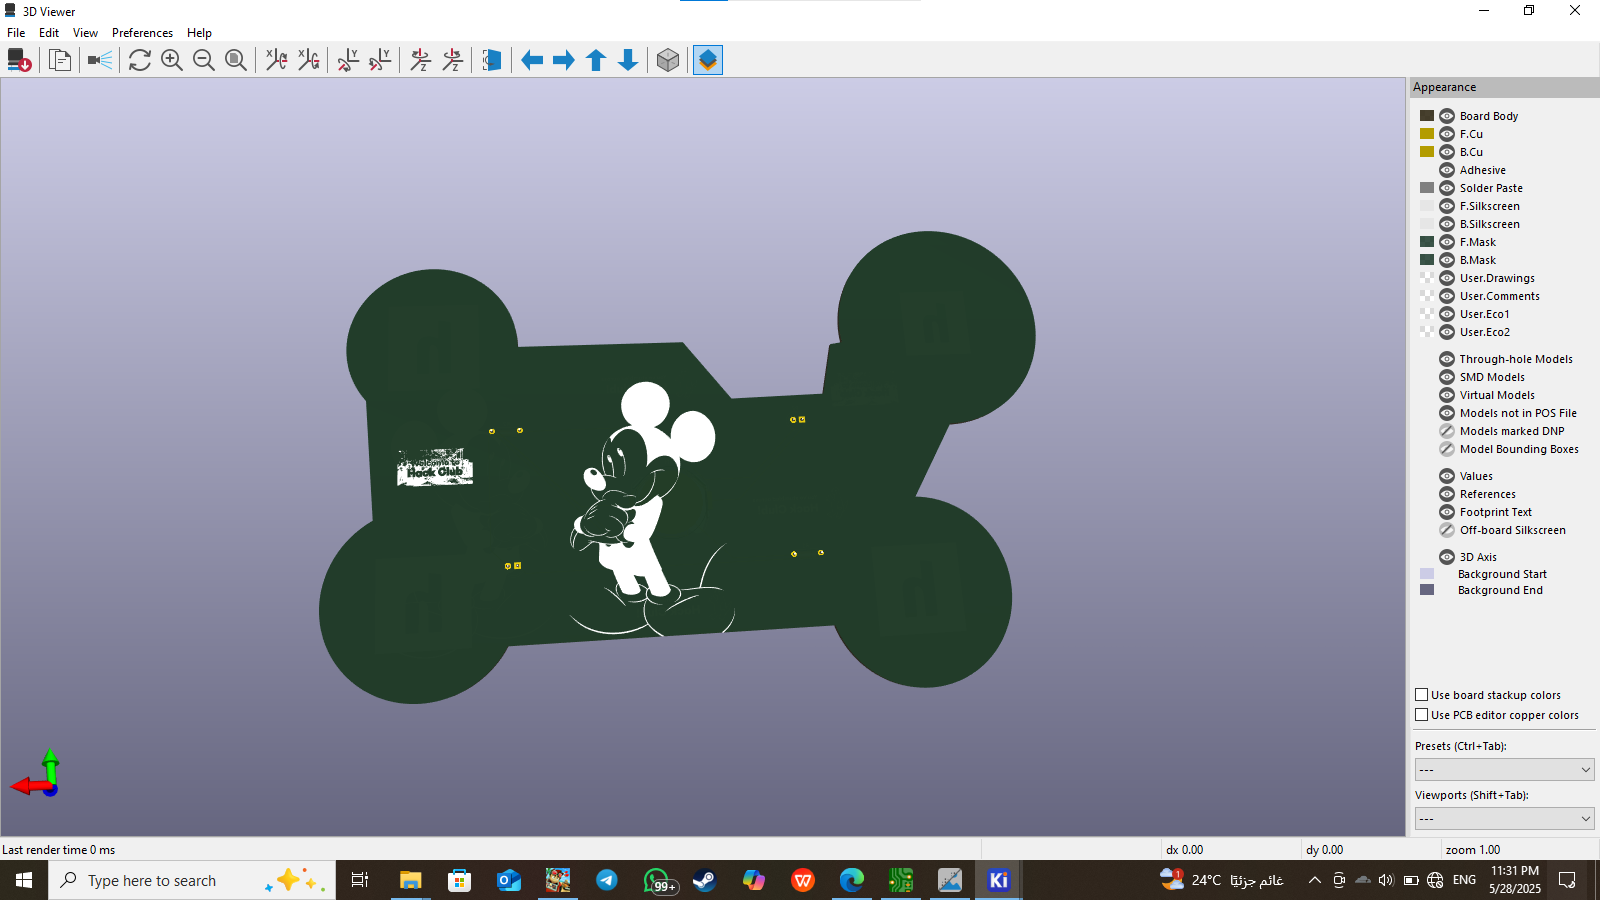 3D Viewer
File Edit View Preferences Help
Appearance
Board Body
F.Cu
B.Cu
Adhesive
Solder Paste
F.Silkscreen
B.Silkscreen
F.Mask
B.Mask
User.Drawings
User.Comments
User.Eco1
User.Eco2
Through-hole Models
SMD Models
Virtual Models
Models not in POS File
Models marked DNP
Model Bounding Boxes
Values
References
Footprint Text
Off-board Silkscreen
3D Axis
Background Start
Background End
Use board stackup colors
Use PCB editor copper colors
Presets (Ctrl+Tab):
---
Viewports (Shift+Tab):
---
Welcome to
Hack Club
Last render time 0 ms
dx 0.00
dy 0.00
zoom 1.00
Type here to search
99+
Ki
1
24°C غائم جزئيًا
ENG
11:31 PM
5/28/2025